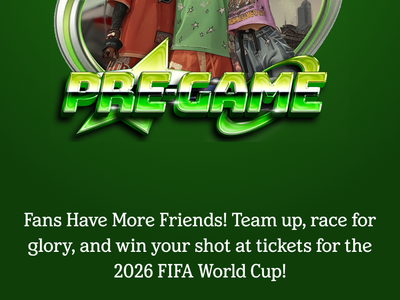 PRE-GAME
Fans Have More Friends! Team up, race for
glory, and win your shot at tickets for the
2026 FIFA World Cup!